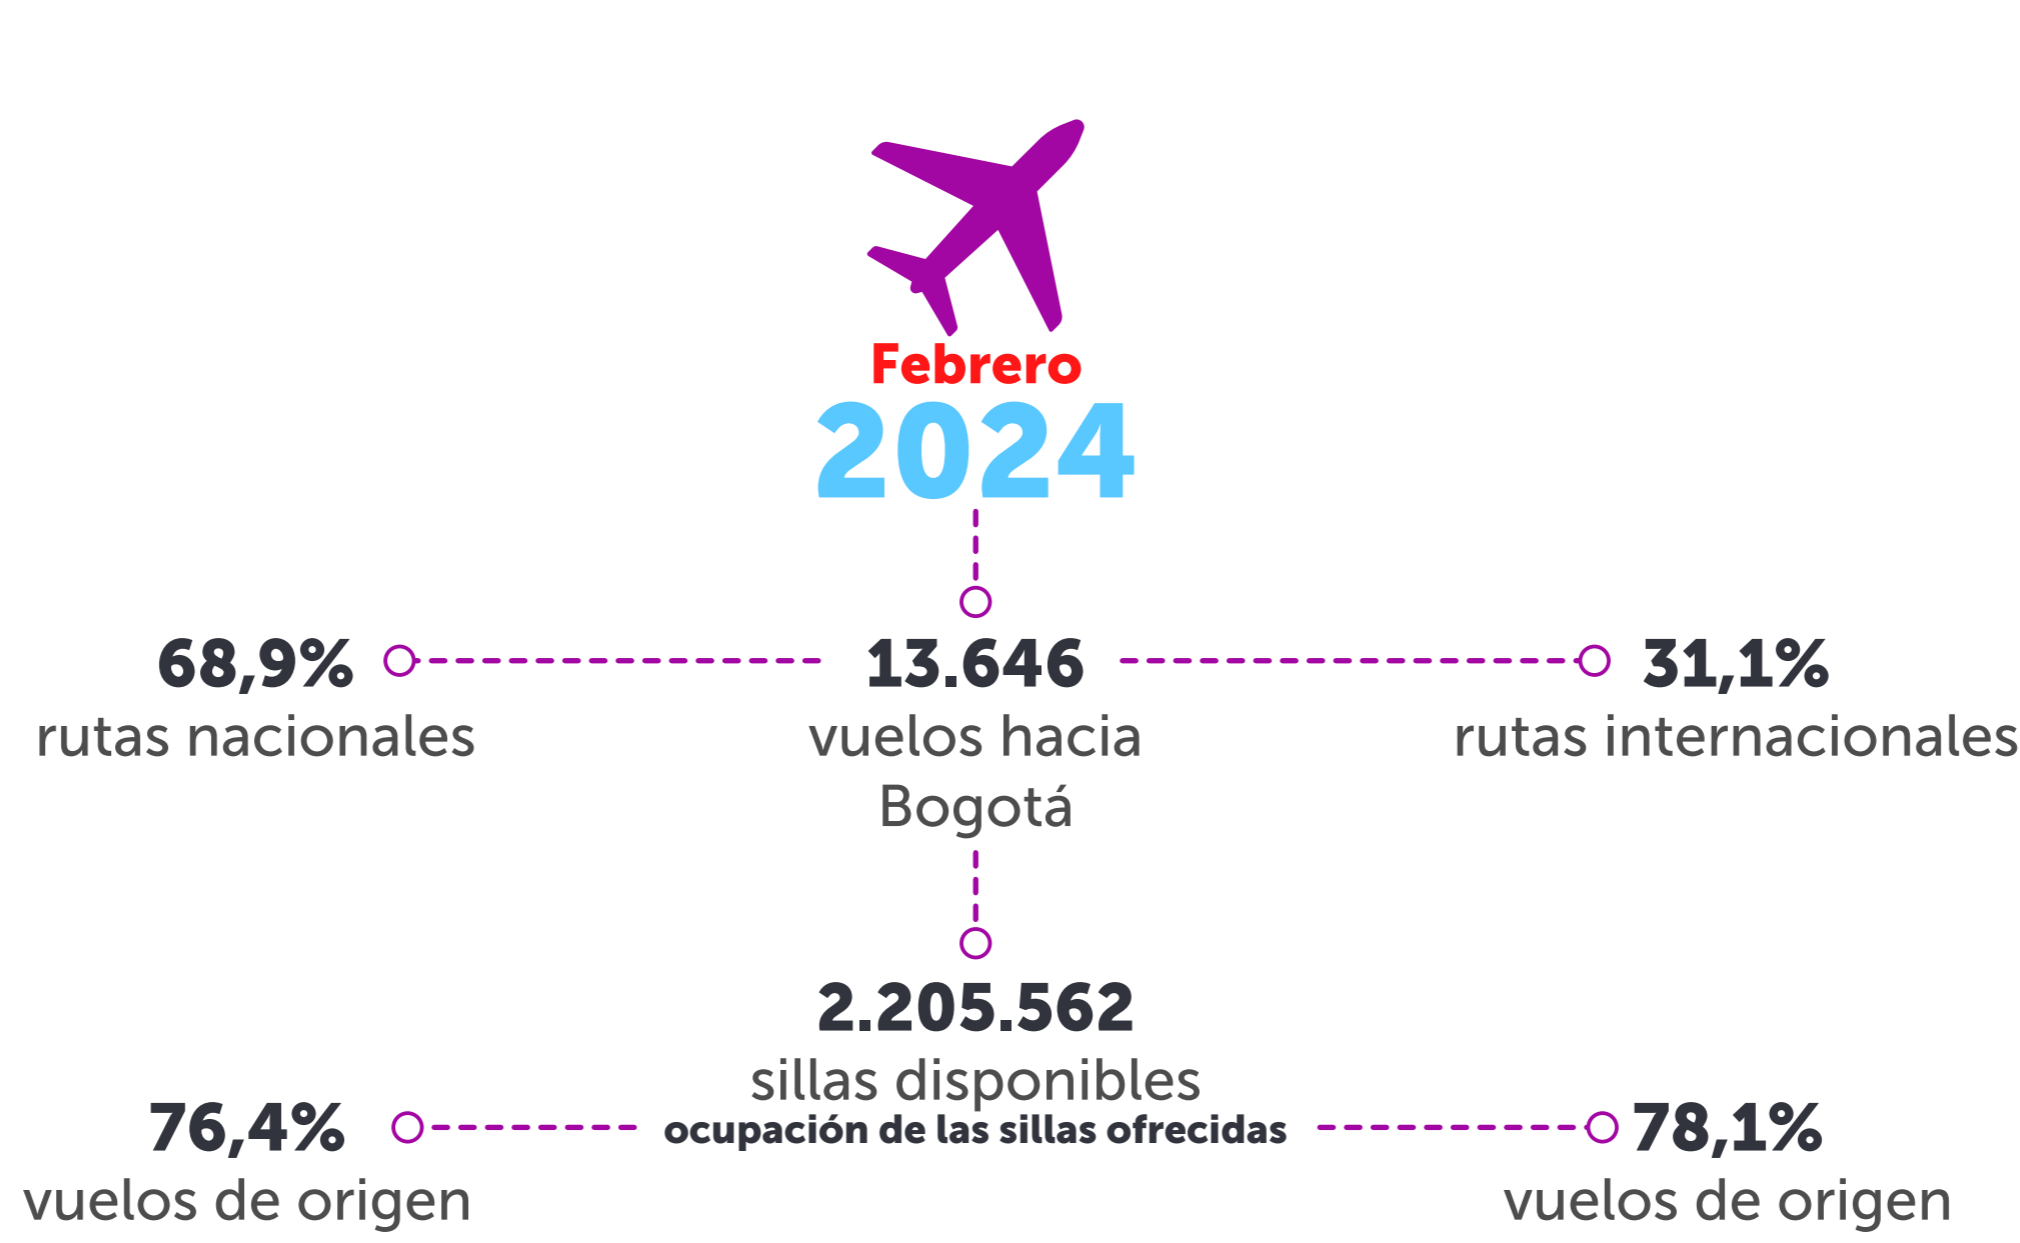 Febrero
2024
68,9%
rutas nacionales
13.646
vuelos hacia
Bogotá
31,1%
rutas internacionales
2.205.562
sillas disponibles
ocupación de las sillas ofrecidas
76,4%
vuelos de origen
78,1%
vuelos de origen